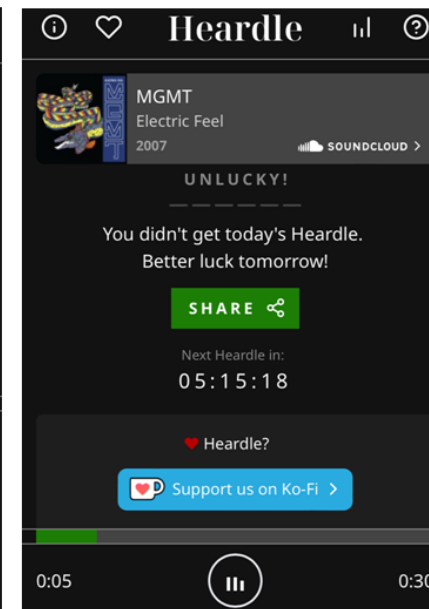 Heardle
MGMT
Electric Feel
2007
SOUNDCLOUD >
UNLUCKY!
You didn't get today's Heardle.
Better luck tomorrow!
SHARE
Next Heardle in:
05:15:18
Heardle?
Support us on Ko-Fi >
0:05
0:30